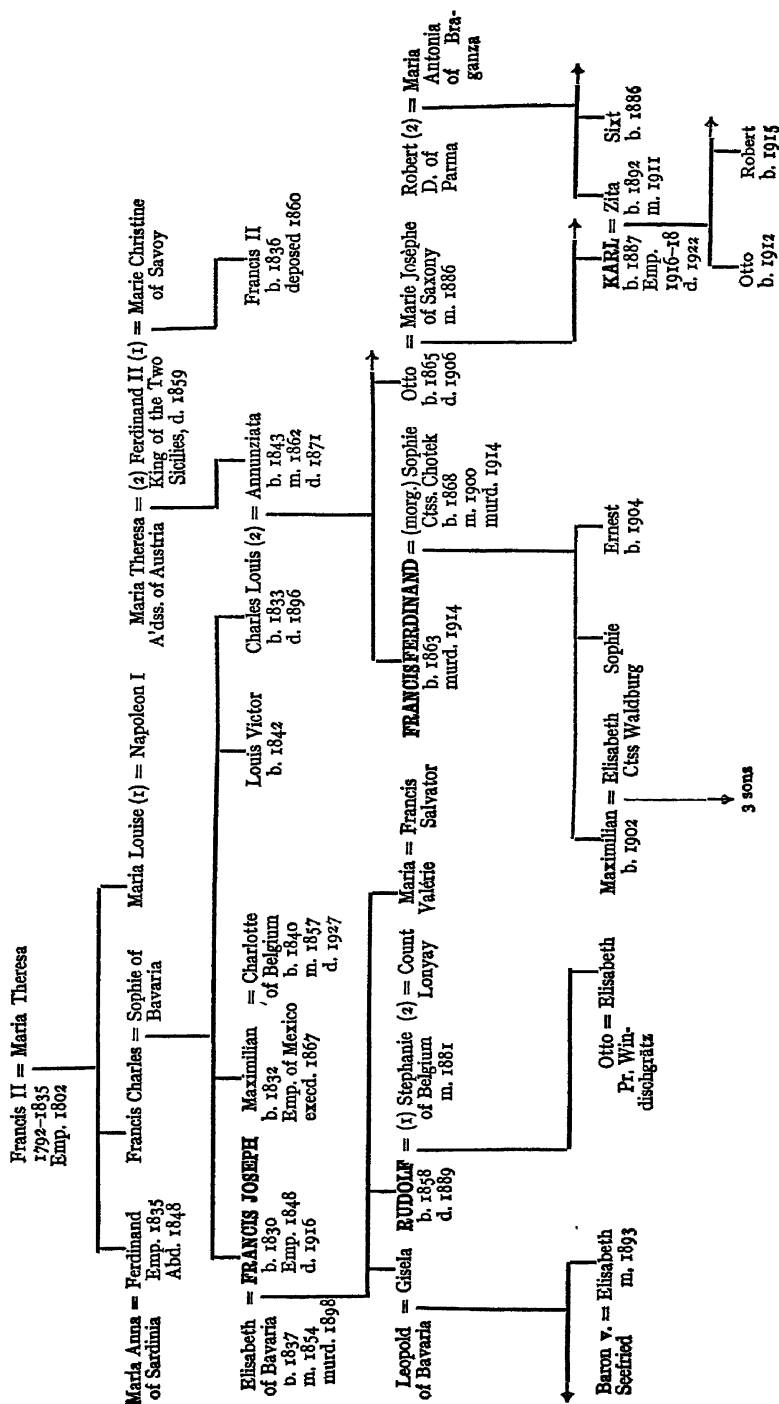 Francis II = Maria Theresa
1792–1835
Emp. 1802
Maria Anna = Ferdinand
of Sardinia
Emp. 1835
Abd. 1848
Francis Charles = Sophie of
Bavaria
Maria Louise (1) = Napoleon I
Maria Theresa = (2) Ferdinand II (1) = Marie Christine
A'dss. of Austria
King of the Two
Sicilies, d. 1859
of Savoy
Elisabeth = FRANCIS JOSEPH
of Bavaria
b. 1837
m. 1854
murd. 1898
b. 1830
Emp. 1848
d. 1916
Maximilian = Charlotte
b. 1832
Emp. of Mexico
execd. 1867
of Belgium
b. 1840
m. 1857
d. 1927
Louis Victor
b. 1842
Charles Louis (2) = Annunziata
b. 1833
d. 1896
b. 1843
m. 1862
d. 1871
Francis II
b. 1836
deposed 1860
Leopold = Gisela
of Bavaria
RUDOLF = (1) Stephanie (2) = Count
b. 1858
d. 1889
of Belgium
m. 1881
Lonyay
Maria = Francis
Valérie
Salvator
FRANCIS FERDINAND = (morg.) Sophie
b. 1863
murd. 1914
Ctss. Chotek
b. 1868
m. 1900
murd. 1914
Otto = Marie Josèphe
b. 1865
d. 1906
of Saxony
m. 1886
Robert (2) = Maria
D. of
Parma
Antonia
of Bra-
ganza
Baron v. = Elisabeth
Seefried
m. 1893
Otto = Elisabeth
Pr. Win-
dischgrätz
Maximilian = Elisabeth
b. 1902
Ctss Waldburg
Sophie
Ernest
b. 1904
KARL = Zita
b. 1887
Emp.
1916–18
d. 1922
b. 1892
m. 1911
Sixt
b. 1886
3 sons
Otto
b. 1912
Robert
b. 1915